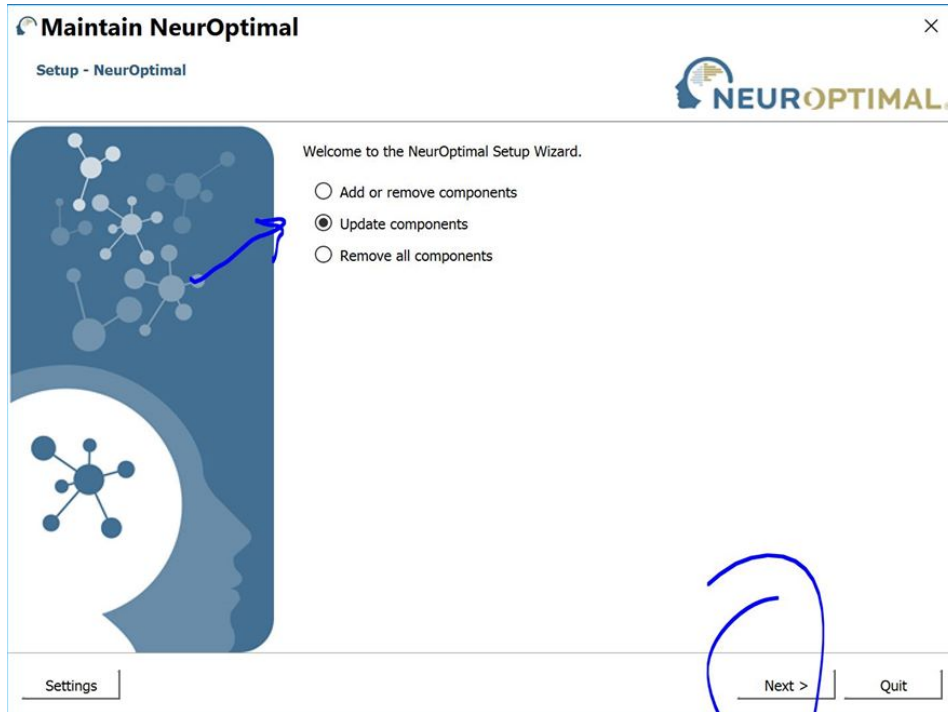 Maintain NeurOptimal
Setup - NeurOptimal
NEUROPTIMAL
Welcome to the NeurOptimal Setup Wizard.
Add or remove components
Update components
Remove all components
Settings
Next >
Quit